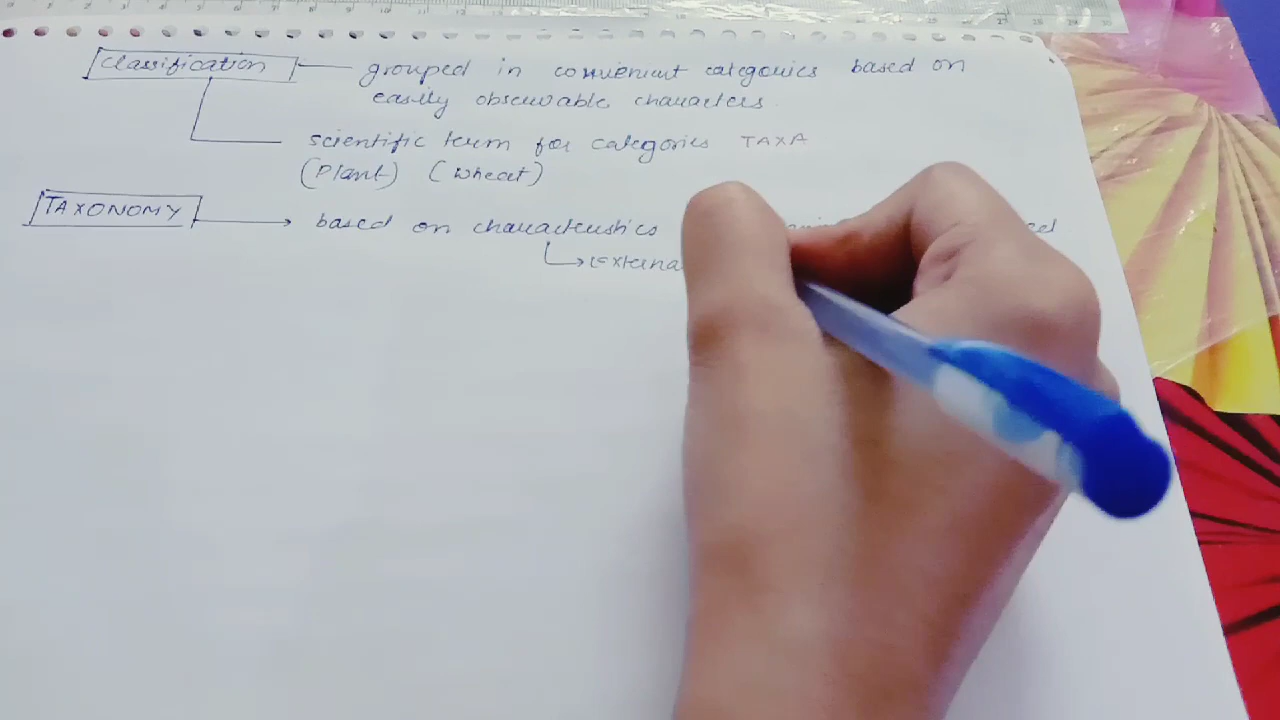 Classification grouped in convenient categories based on
easily observable characters.
scientific term for categories TAXA
(Plant) (Wheat)
TAXONOMY based on characteristics